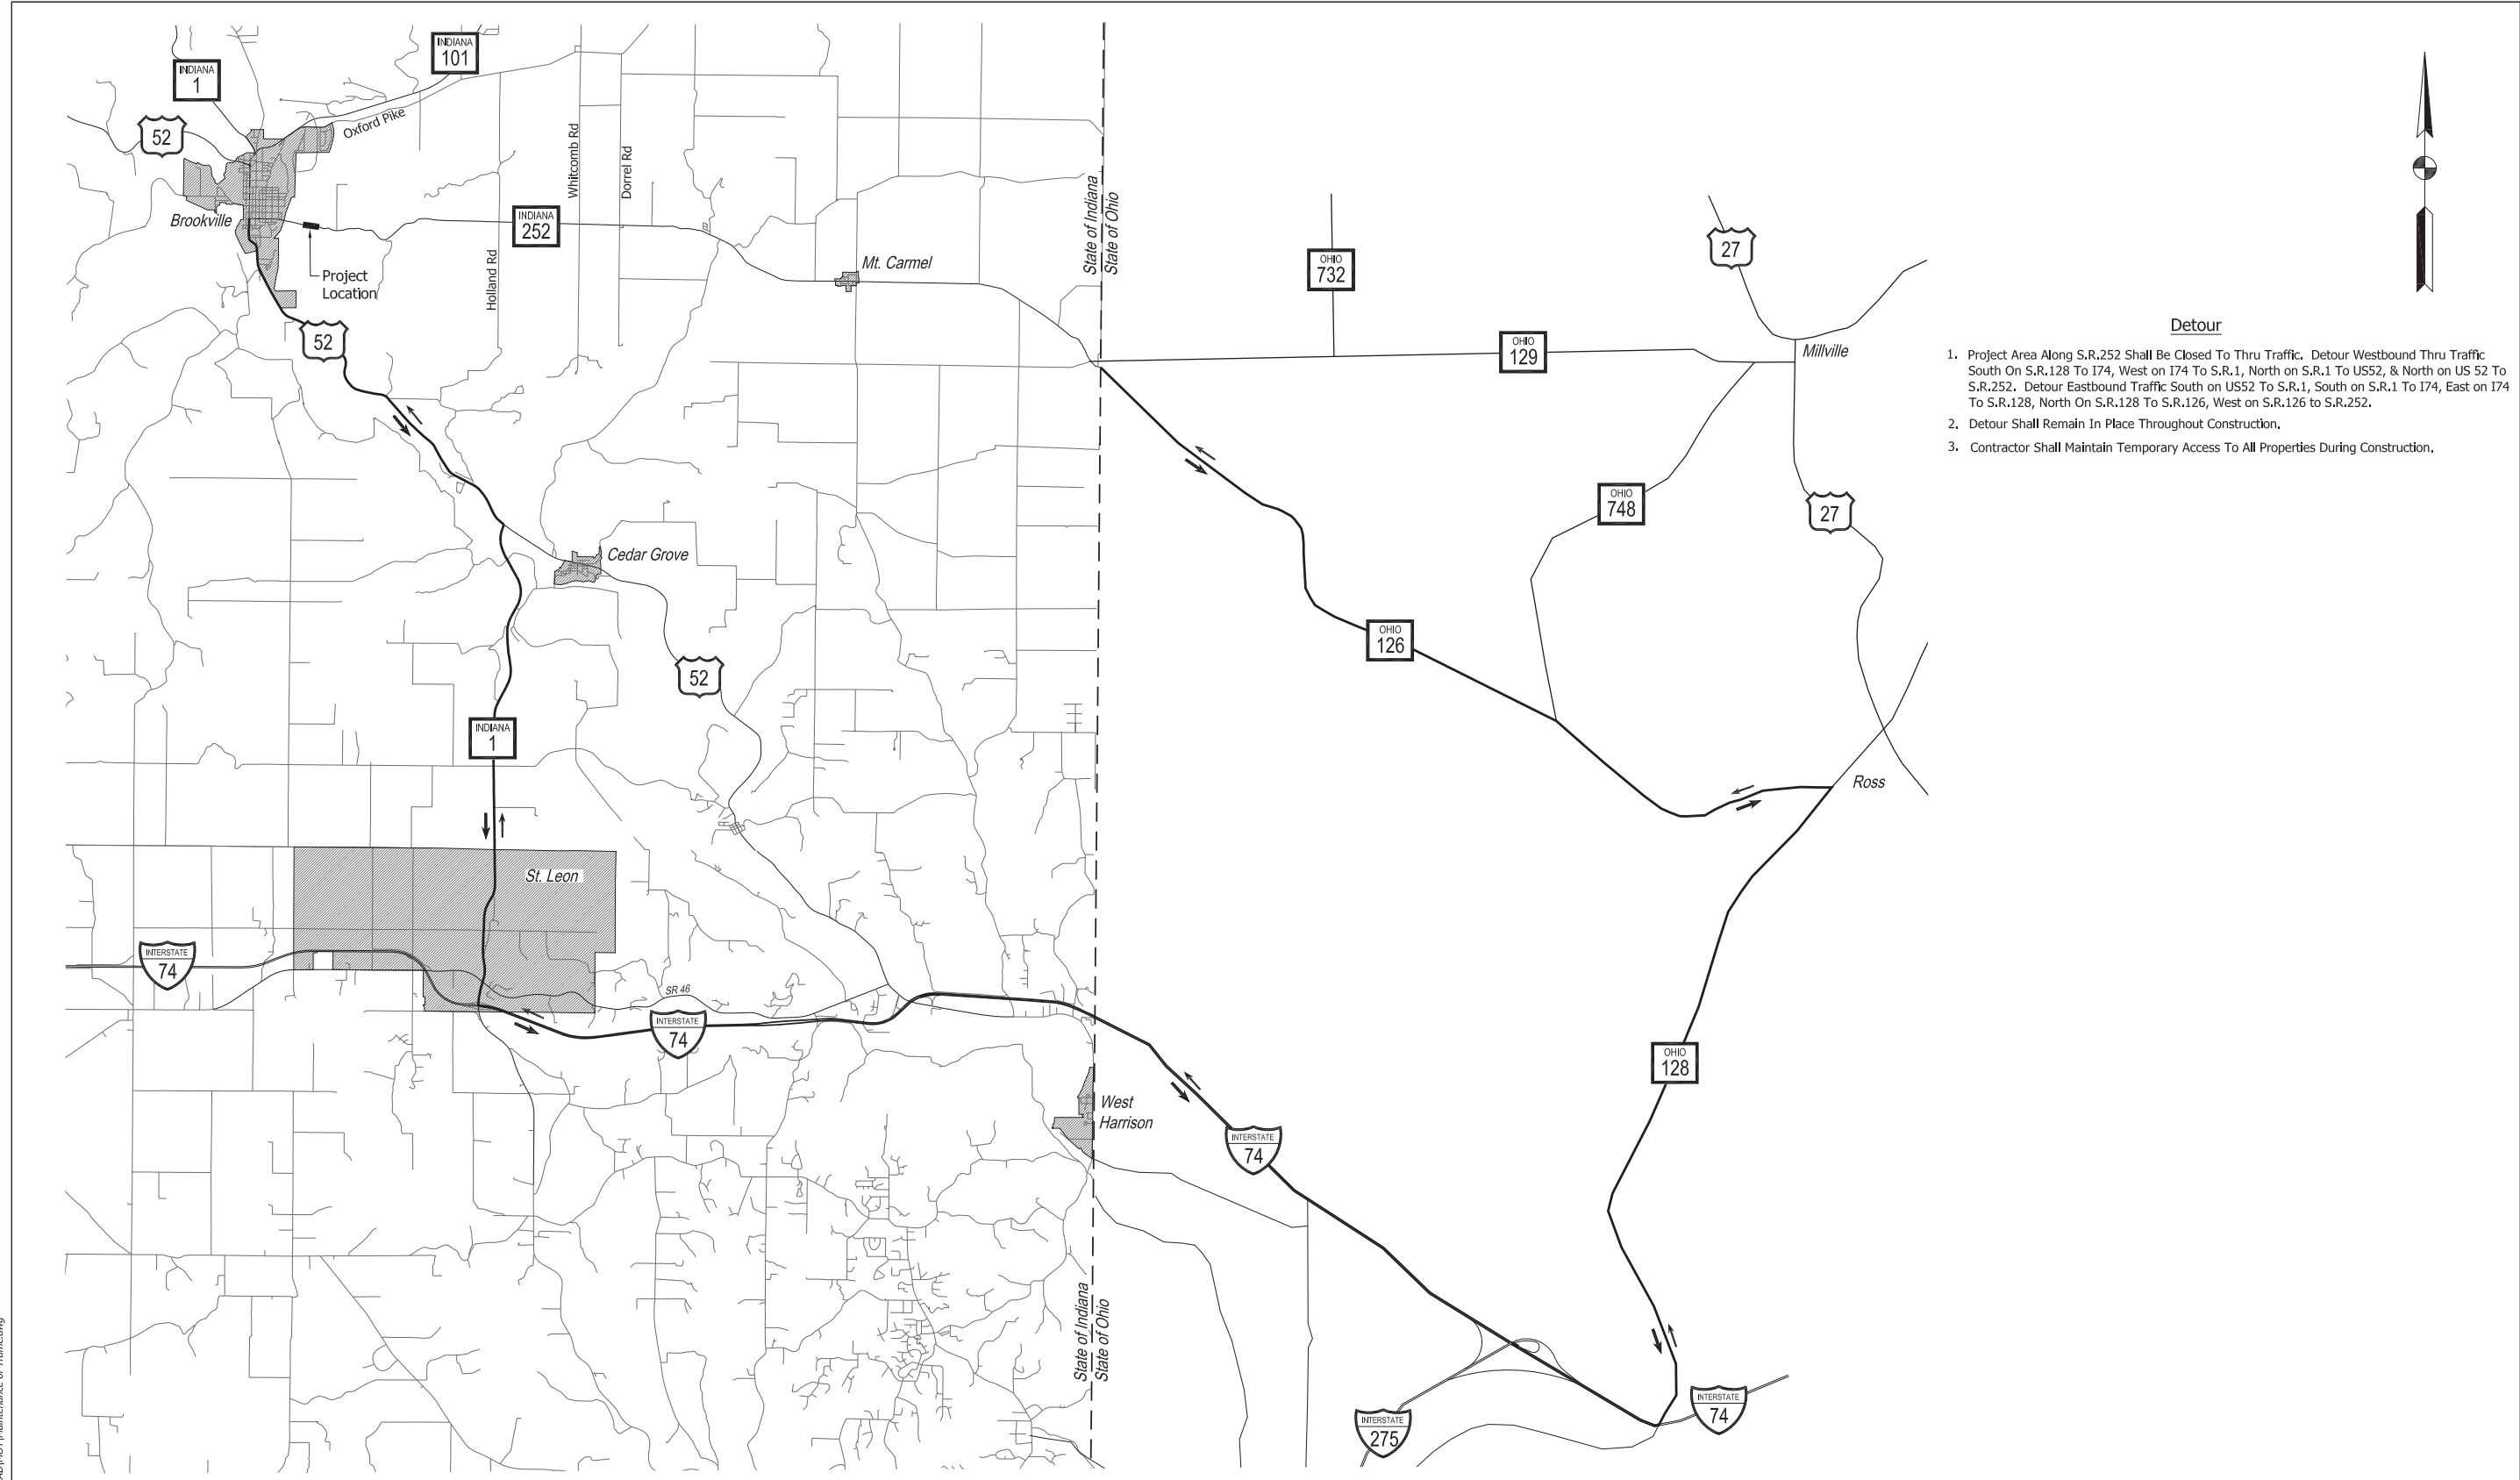 INDIANA
101
INDIANA
1
52
Oxford Pike
Whitcomb Rd
Dorrel Rd
Holland Rd
Brookville
INDIANA
252
Project
Location
52
Mt. Carmel
State of Indiana
State of Ohio
OHIO
732
27
OHIO
129
Millville
OHIO
748
27
Cedar Grove
52
OHIO
126
INDIANA
1
Ross
St. Leon
INTERSTATE
74
SR 46
INTERSTATE
74
OHIO
128
West
Harrison
INTERSTATE
74
State of Indiana
State of Ohio
INTERSTATE
275
INTERSTATE
74
Detour
1. Project Area Along S.R.252 Shall Be Closed To Thru Traffic. Detour Westbound Thru Traffic
South On S.R.128 To I74, West on I74 To S.R.1, North on S.R.1 To US52, & North on US 52 To
S.R.252. Detour Eastbound Traffic South on US52 To S.R.1, South on S.R.1 To I74, East on I74
To S.R.128, North On S.R.128 To S.R.126, West on S.R.126 to S.R.252.
2. Detour Shall Remain In Place Throughout Construction.
3. Contractor Shall Maintain Temporary Access To All Properties During Construction.